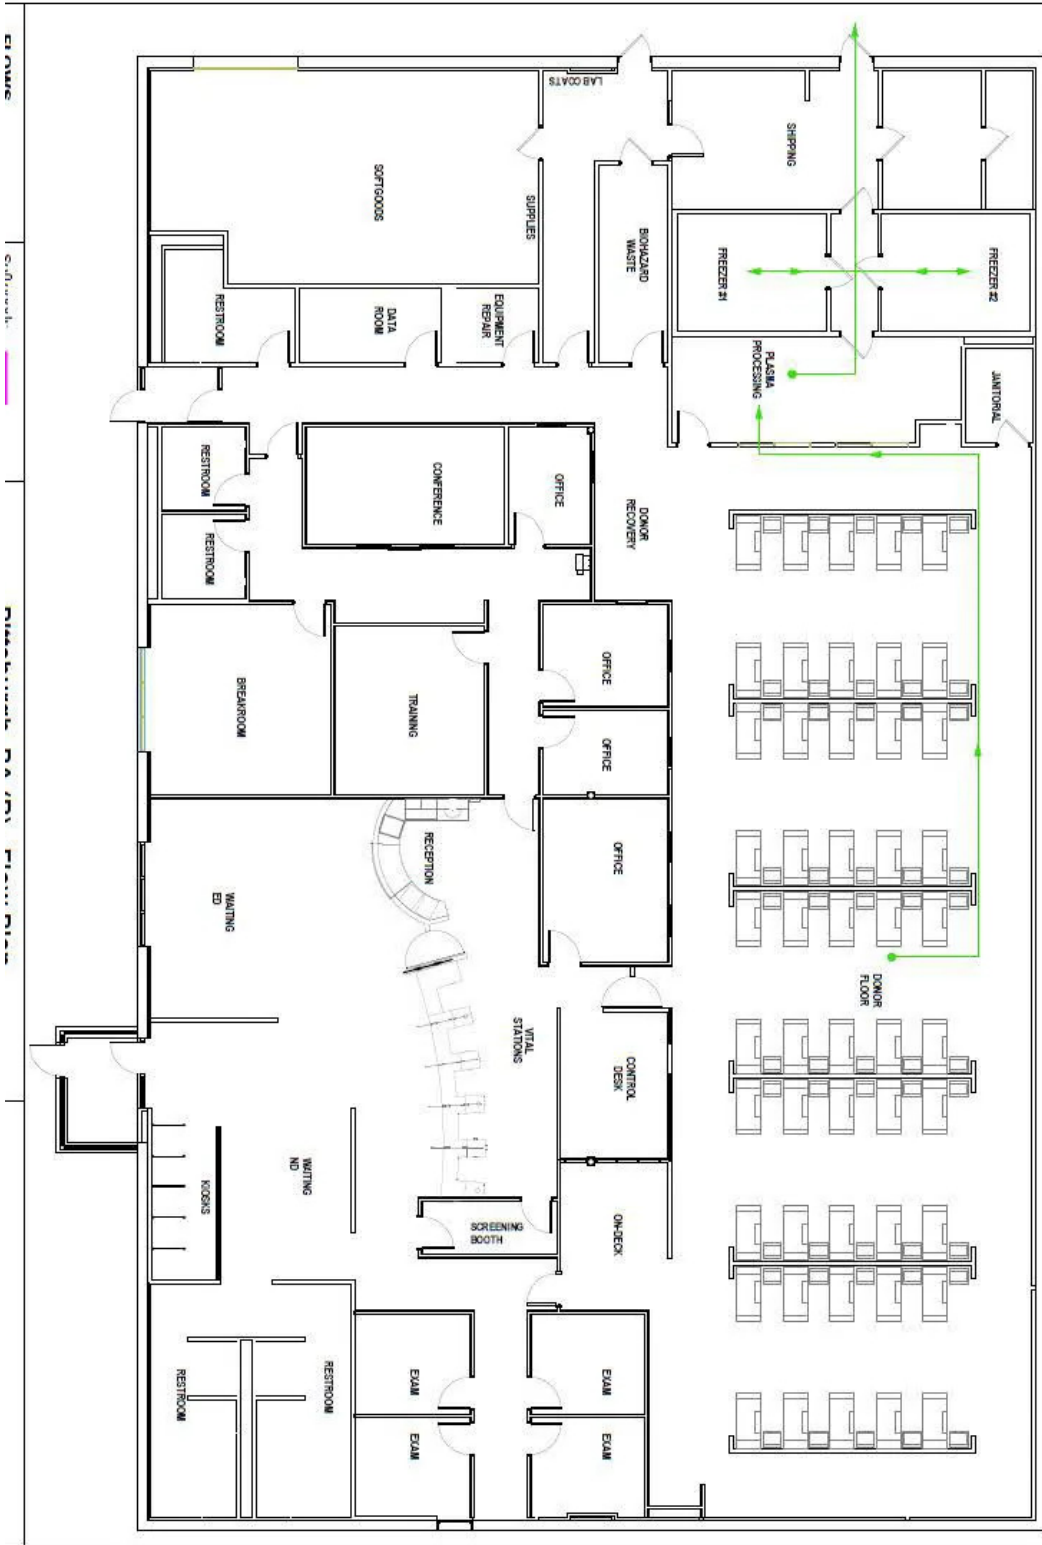 LAB COATS
SHIPPING
SOFTGOODS
SUPPLIES
BIOHAZARD
WASTE
FREEZER #1
FREEZER #2
RESTROOM
DATA
ROOM
EQUIPMENT
REPAIR
PLASMA
PROCESSING
JANITORIAL
RESTROOM
CONFERENCE
OFFICE
DONOR
RECOVERY
RESTROOM
BREAKROOM
TRAINING
OFFICE
OFFICE
RECEPTION
OFFICE
WAITING
ED
DONOR
FLOOR
VITAL
STATIONS
CONTROL
DESK
WAITING
ND
KIOSKS
SCREENING
BOOTH
ON-DECK
RESTROOM
RESTROOM
EXAM
EXAM
EXAM
EXAM